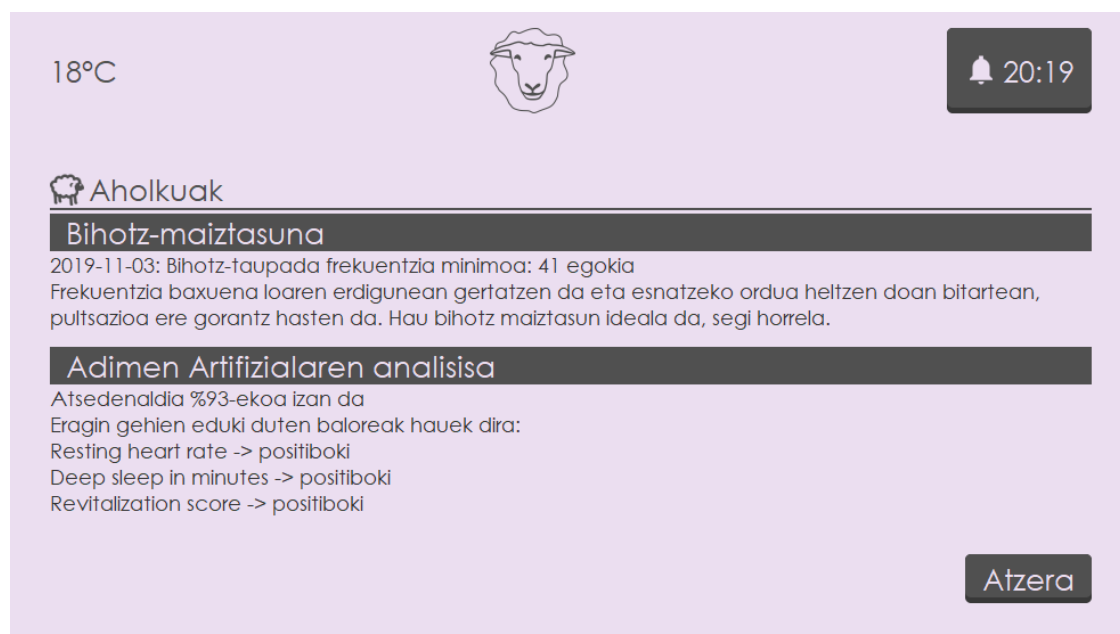 18°C
20:19
Aholkuak
Bihotz-maiztasuna
2019-11-03: Bihotz-taupada frekuentzia minimoa: 41 egokia
Frekuentzia baxuena loaren erdigunean gertatzen da eta esnatzeko ordua heltzen doan bitartean,
pultsazioa ere gorantz hasten da. Hau bihotz maiztasun ideala da, segi horrela.
Adimen Artifizialaren analisisa
Atsedenaldia %93-ekoa izan da
Eragin gehien eduki duten baloreak hauek dira:
Resting heart rate -> positiboki
Deep sleep in minutes -> positiboki
Revitalization score -> positiboki
Atzera